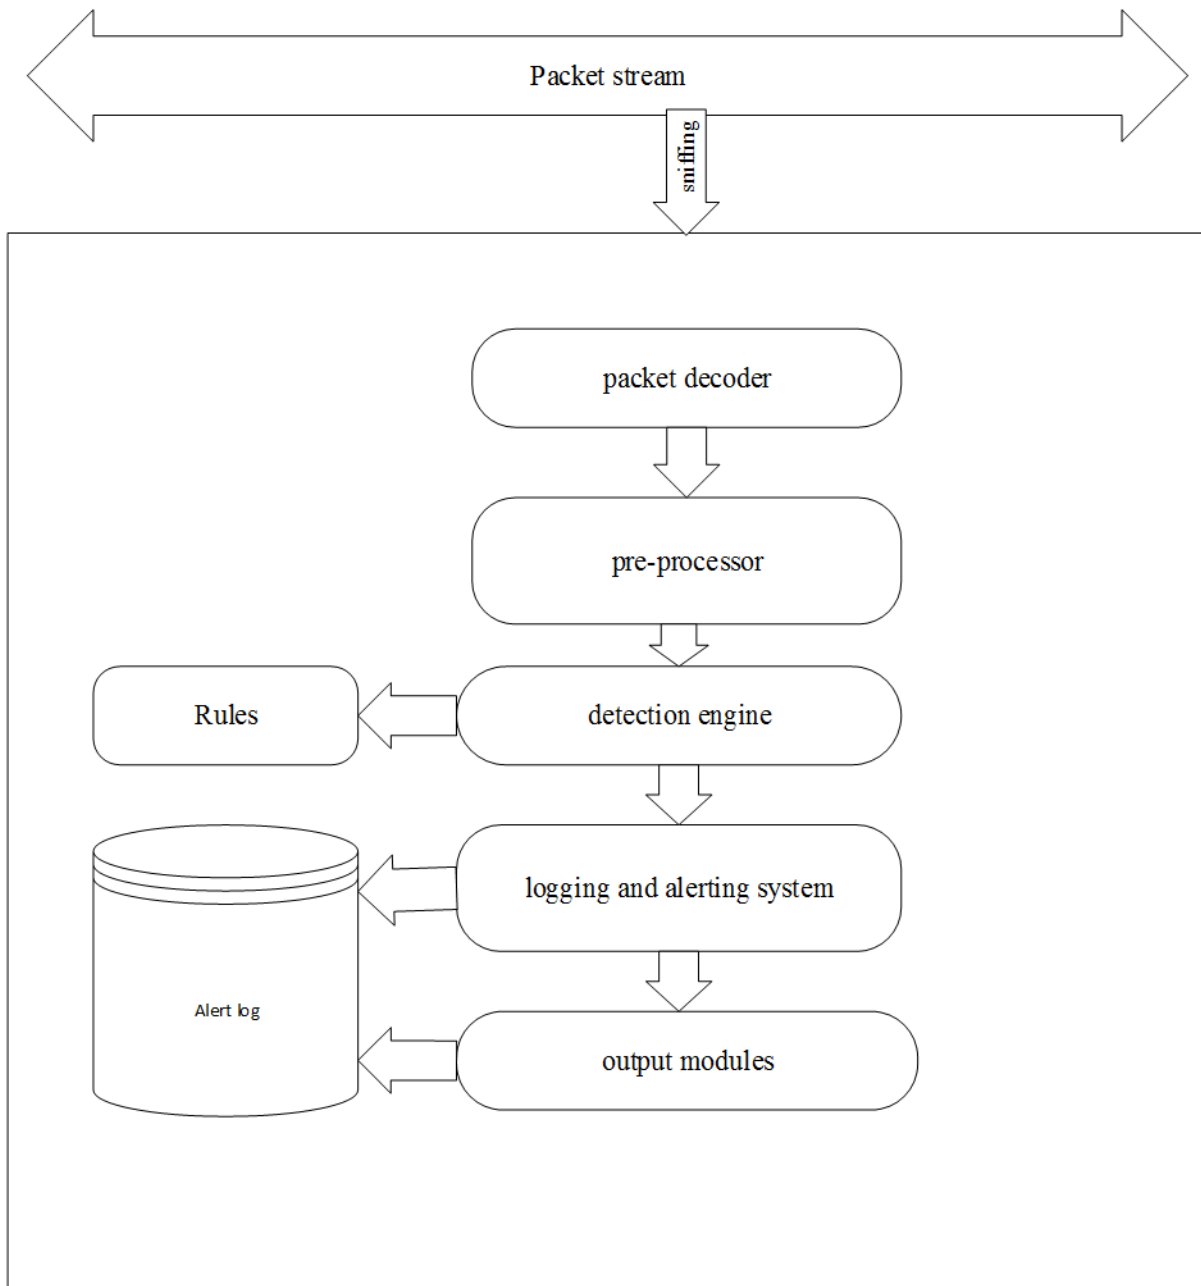 Packet stream
sniffing
packet decoder
pre-processor
Rules
detection engine
logging and alerting system
Alert log
output modules